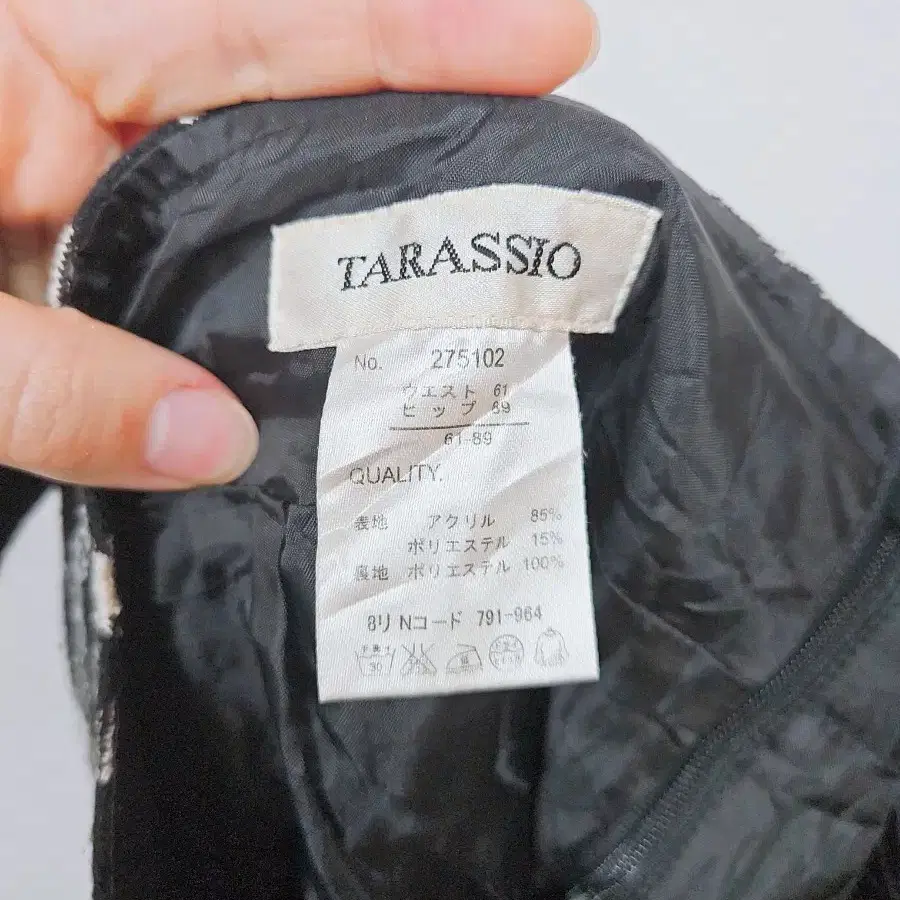 TARASSIO
No. 275102
ウエスト 61
ヒップ 89
61-89
QUALITY.
表地 アクリル 85%
ポリエステル 15%
裏地 ポリエステル 100%
8リ Nコード 791-964
30